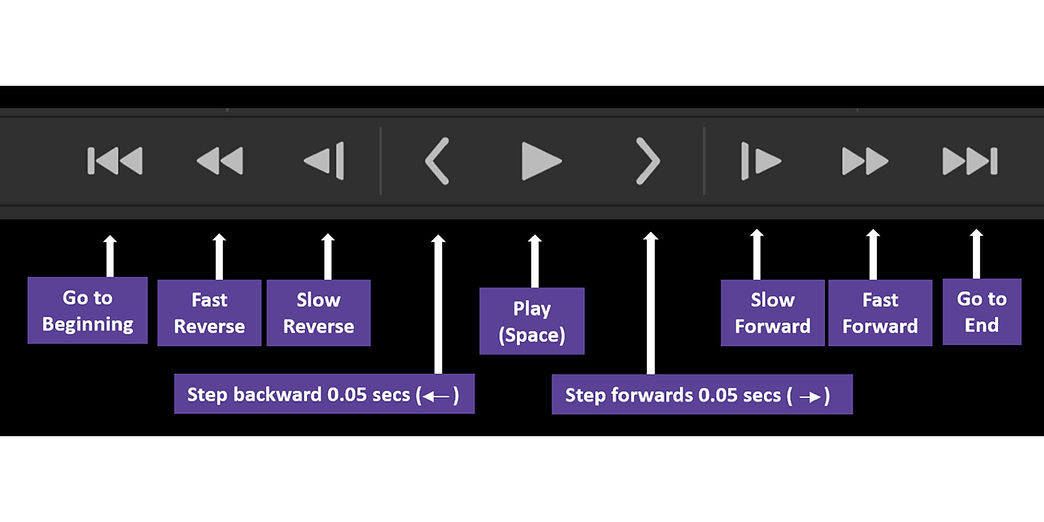 Go to
Beginning
Fast
Reverse
Slow
Reverse
Play
(Space)
Slow
Forward
Fast
Forward
Go to
End
Step backward 0.05 secs (←)
Step forwards 0.05 secs ( → )